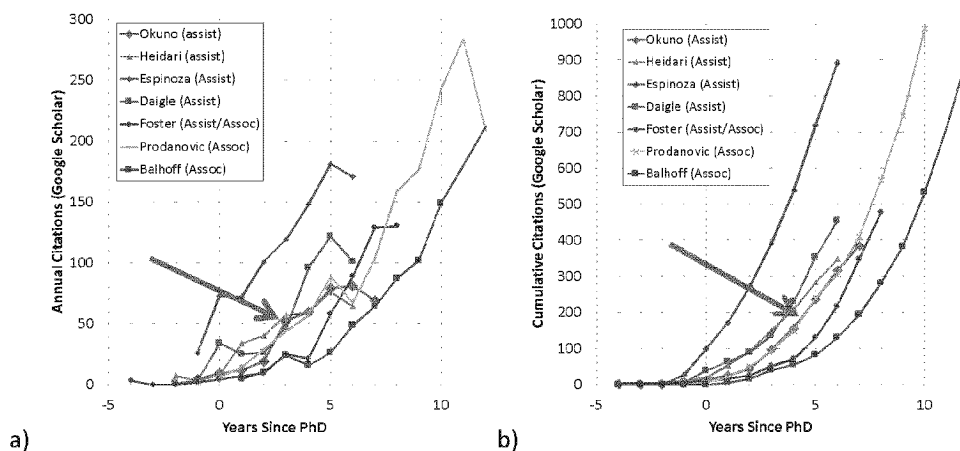 Annual Citations (Google Scholar)
300
250
200
150
100
50
0
Okuno (assist)
Heidari (assist)
Espinoza (Assist)
Daigle (Assist)
Foster (Assist/Assoc)
Prodanovic (Assoc)
Balhoff (Assoc)
-5
0
5
10
Years Since PhD
a)
Cumulative Citations (Google Scholar)
1000
900
800
700
600
500
400
300
200
100
0
Okuno (Assist)
Heidari (Assist)
Espinoza (Assist)
Daigle (Assist)
Foster (Assist/Assoc)
Prodanovic (Assoc)
Balhoff (Assoc)
-5
0
5
10
Years Since PhD
b)